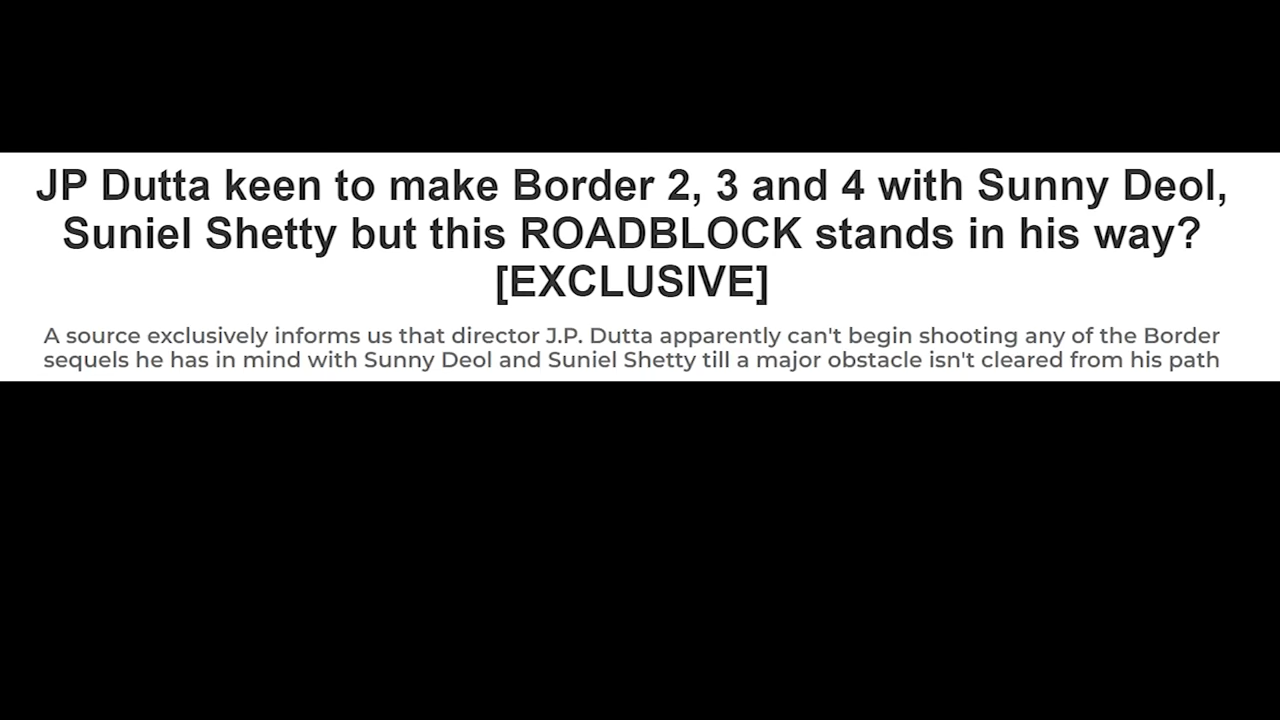 JP Dutta keen to make Border 2, 3 and 4 with Sunny Deol,
Suniel Shetty but this ROADBLOCK stands in his way?
[EXCLUSIVE]
A source exclusively informs us that director J.P. Dutta apparently can't begin shooting any of the Border
sequels he has in mind with Sunny Deol and Suniel Shetty till a major obstacle isn't cleared from his path